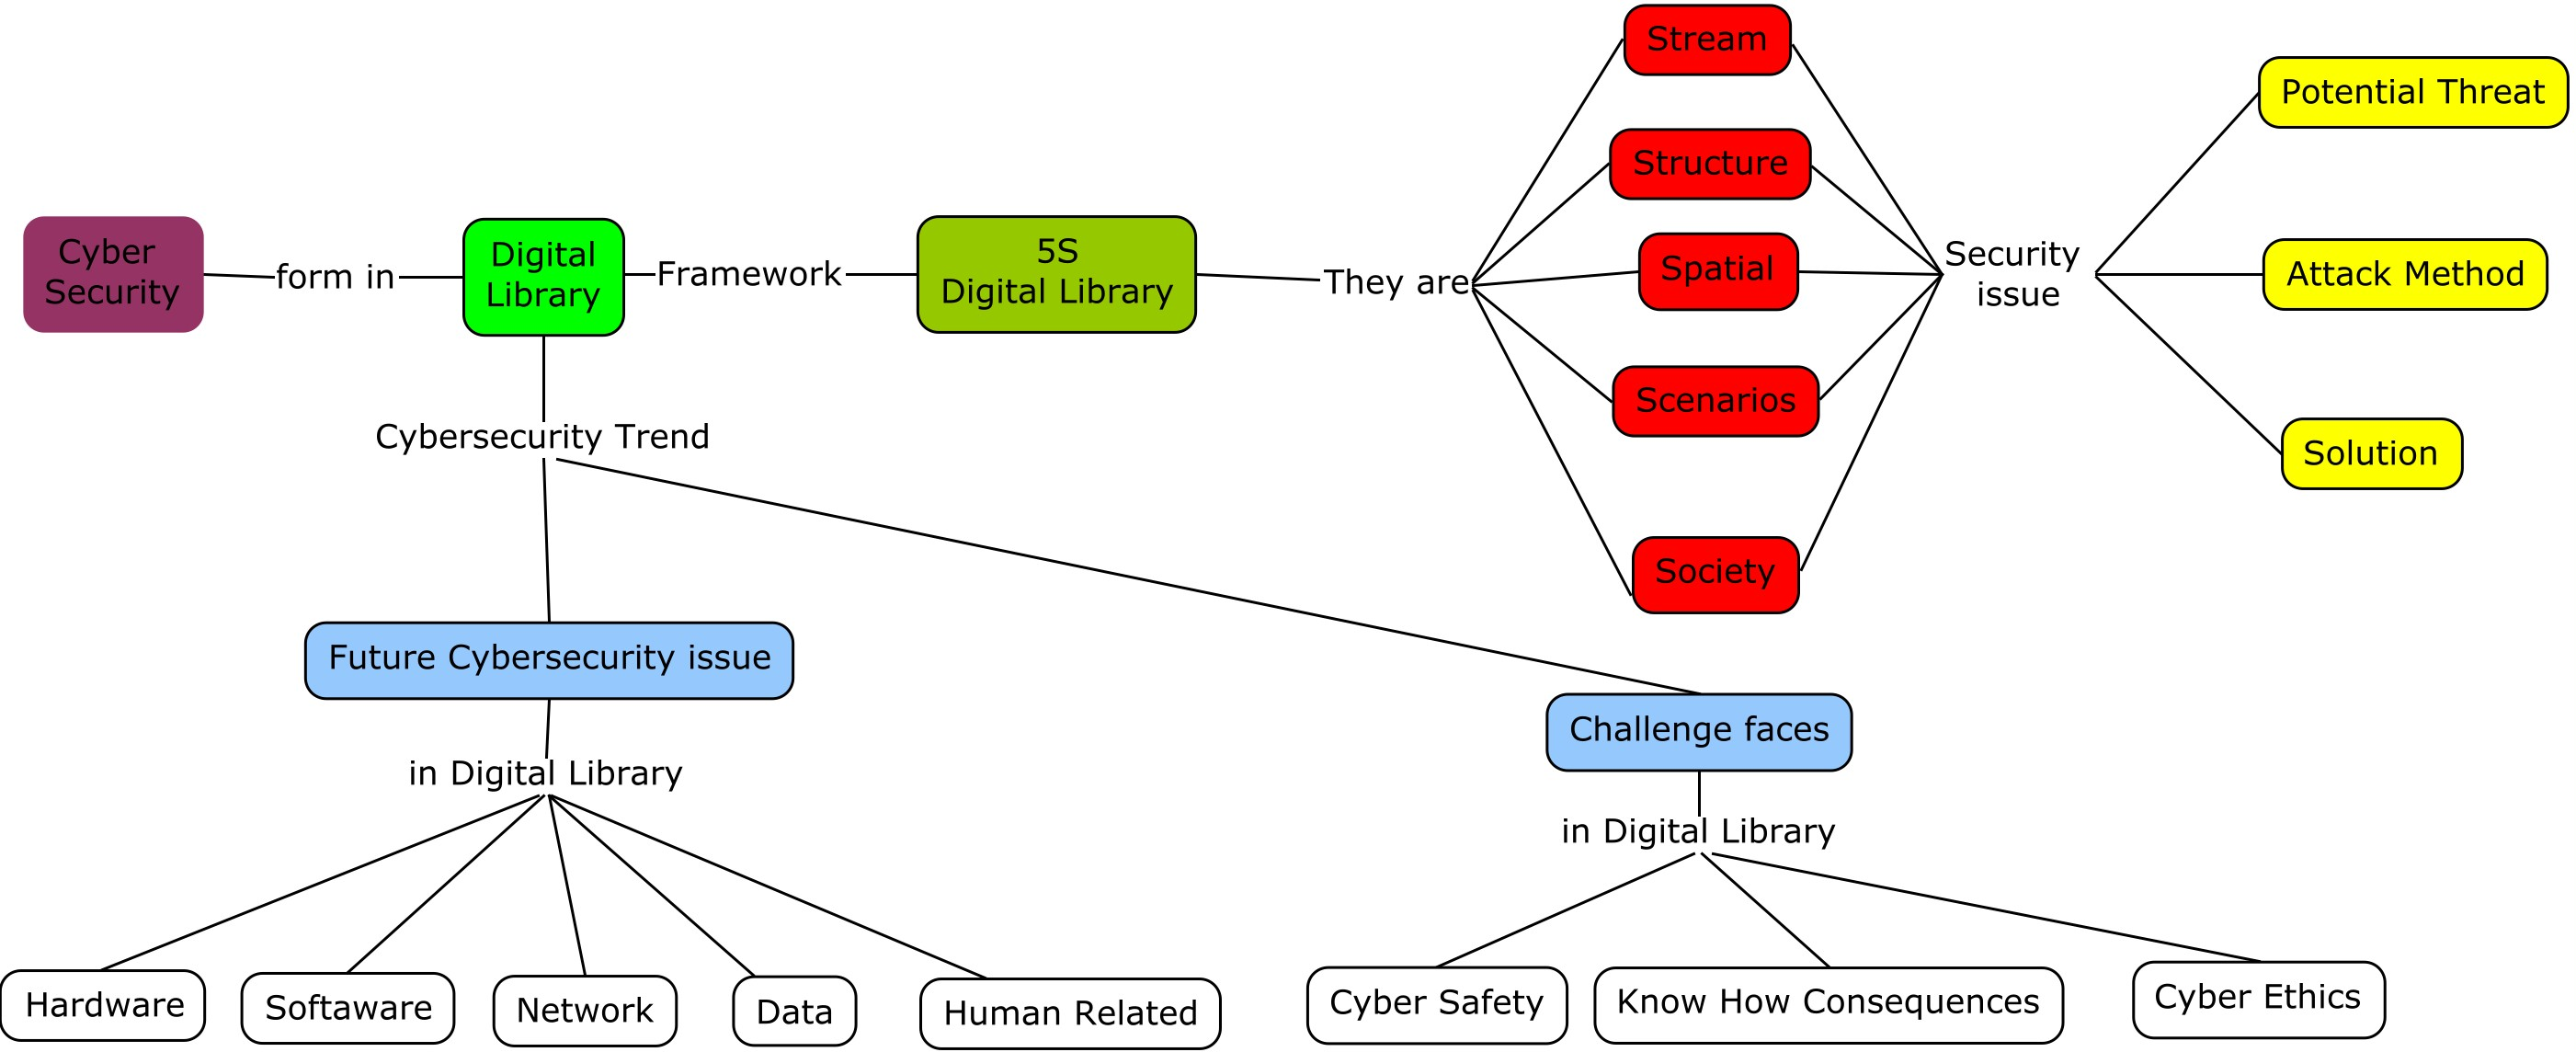 Stream
Potential Threat
Structure
Cyber
Security
form in
Digital
Library
Framework
5S
Digital Library
They are
Spatial
Security
issue
Attack Method
Scenarios
Cybersecurity Trend
Solution
Society
Future Cybersecurity issue
Challenge faces
in Digital Library
in Digital Library
Hardware
Softaware
Network
Data
Human Related
Cyber Safety
Know How Consequences
Cyber Ethics